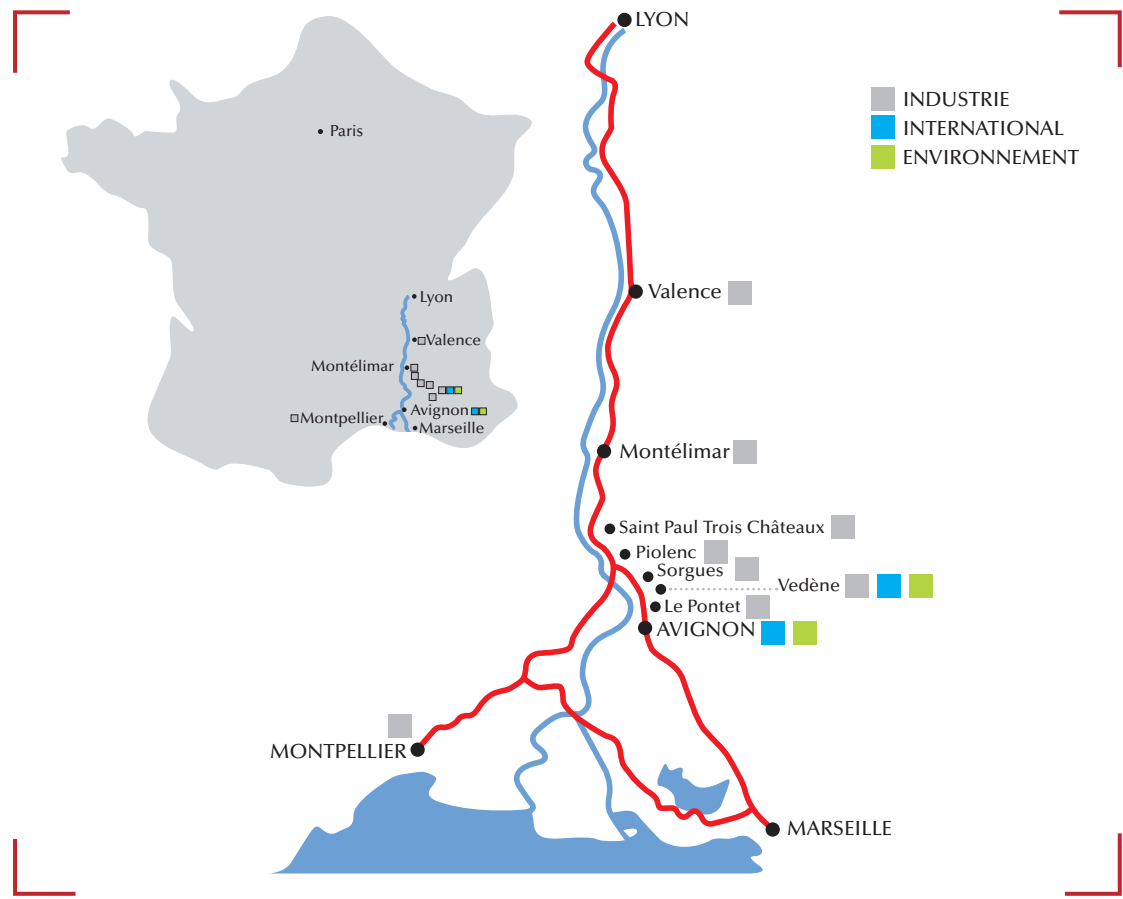 LYON
INDUSTRIE
INTERNATIONAL
ENVIRONNEMENT
Paris
Lyon
Valence
Montélimar
Avignon
Montpellier
Marseille
Valence
Montélimar
Saint Paul Trois Châteaux
Piolenc
Sorgues
Vedène
Le Pontet
AVIGNON
MONTPELLIER
MARSEILLE